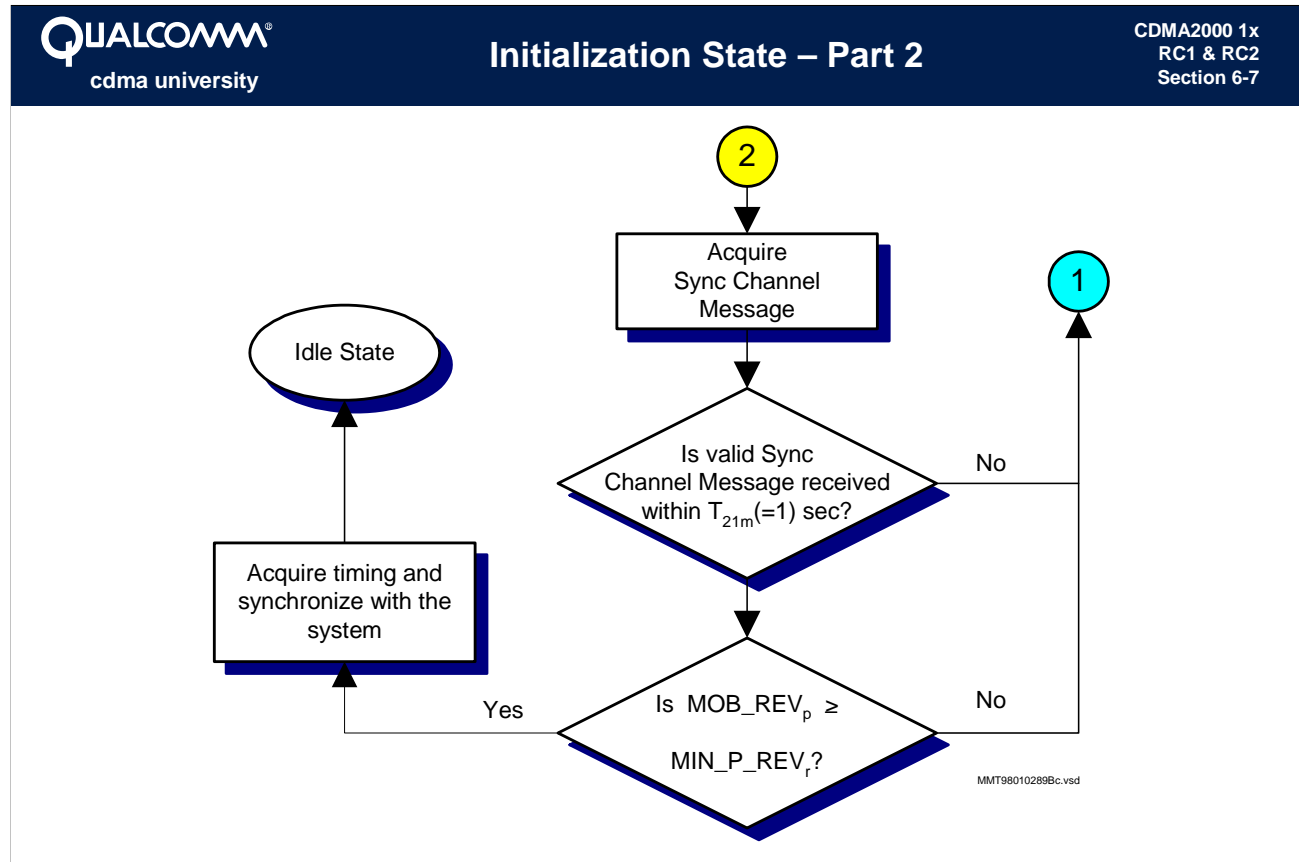 QUALCOMM®
cdma university
Initialization State – Part 2
CDMA2000 1x
RC1 & RC2
Section 6-7
2
Acquire
Sync Channel
Message
1
Idle State
Is valid Sync
Channel Message received
within T21m(=1) sec?
No
Acquire timing and
synchronize with the
system
Yes
Is MOB_REVp ≥
MIN_P_REVr?
No
MMT98010289Bc.vsd